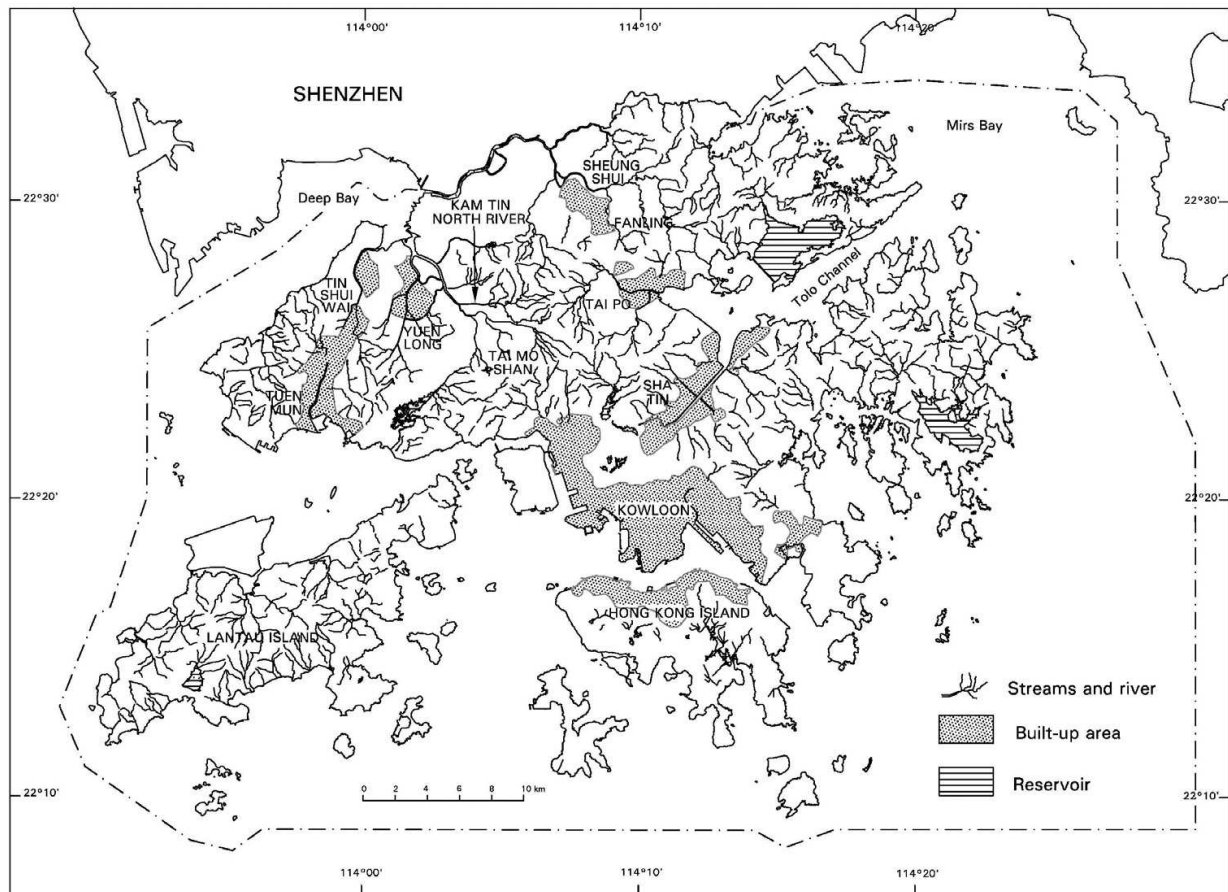 114°00' 114°10' 114°20'
SHENZHEN
Mirs Bay
SHEUNG
SHUI
22°30' 22°30'
Deep Bay
KAM TIN
NORTH RIVER
FANLING
Tolo Channel
TIN
SHUI
WAI
TAI PO
YUEN
LONG
TAI MO
SHAN
SHA
TIN
TUEN
MUN
22°20' 22°20'
KOWLOON
HONG KONG ISLAND
LANTAU ISLAND
Streams and river
Built-up area
Reservoir
0 2 4 6 8 10 km
22°10' 22°10'
114°00' 114°10' 114°20'